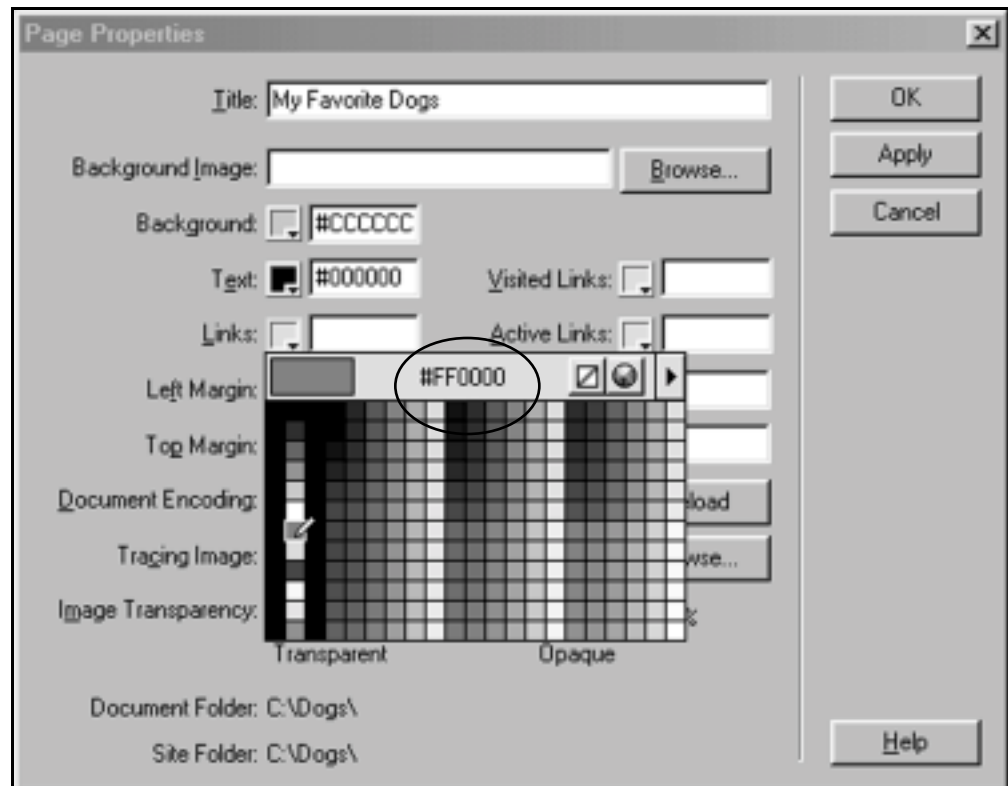 Page Properties
Title: My Favorite Dogs
OK
Background Image: Browse...
Apply
Background: #CCCCCC
Cancel
Text: #000000 Visited Links:
Links: Active Links:
#FF0000
Left Margin:
Top Margin:
Document Encoding: load
Tracing Image: wse...
Image Transparency: %
Transparent Opaque
Document Folder: C:\Dogs\
Site Folder: C:\Dogs\
Help